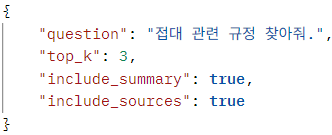 {
"question": "접대 관련 규정 찾아줘.",
"top_k": 3,
"include_summary": true,
"include_sources": true
}